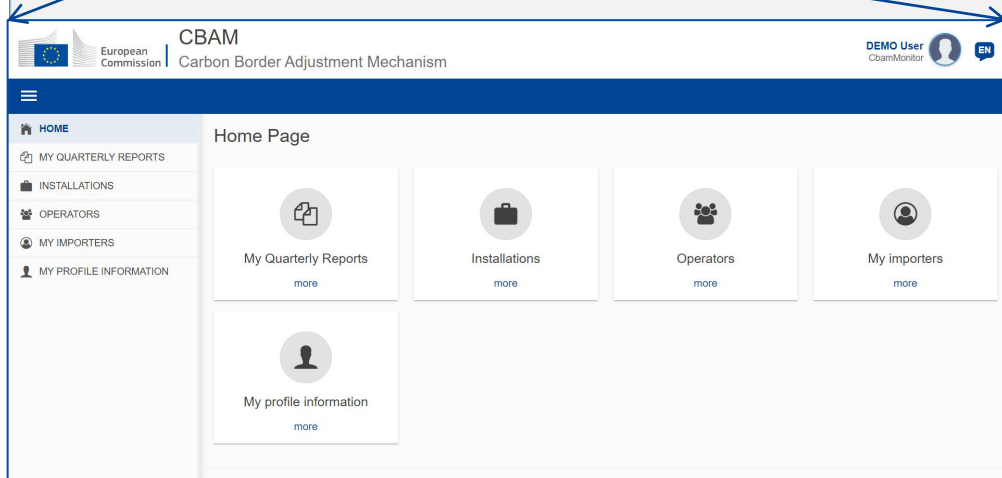 CBAM
European
Commission
Carbon Border Adjustment Mechanism
DEMO User
CbamMonitor
EN
HOME
MY QUARTERLY REPORTS
INSTALLATIONS
OPERATORS
MY IMPORTERS
MY PROFILE INFORMATION
Home Page
My Quarterly Reports
more
Installations
more
Operators
more
My importers
more
My profile information
more